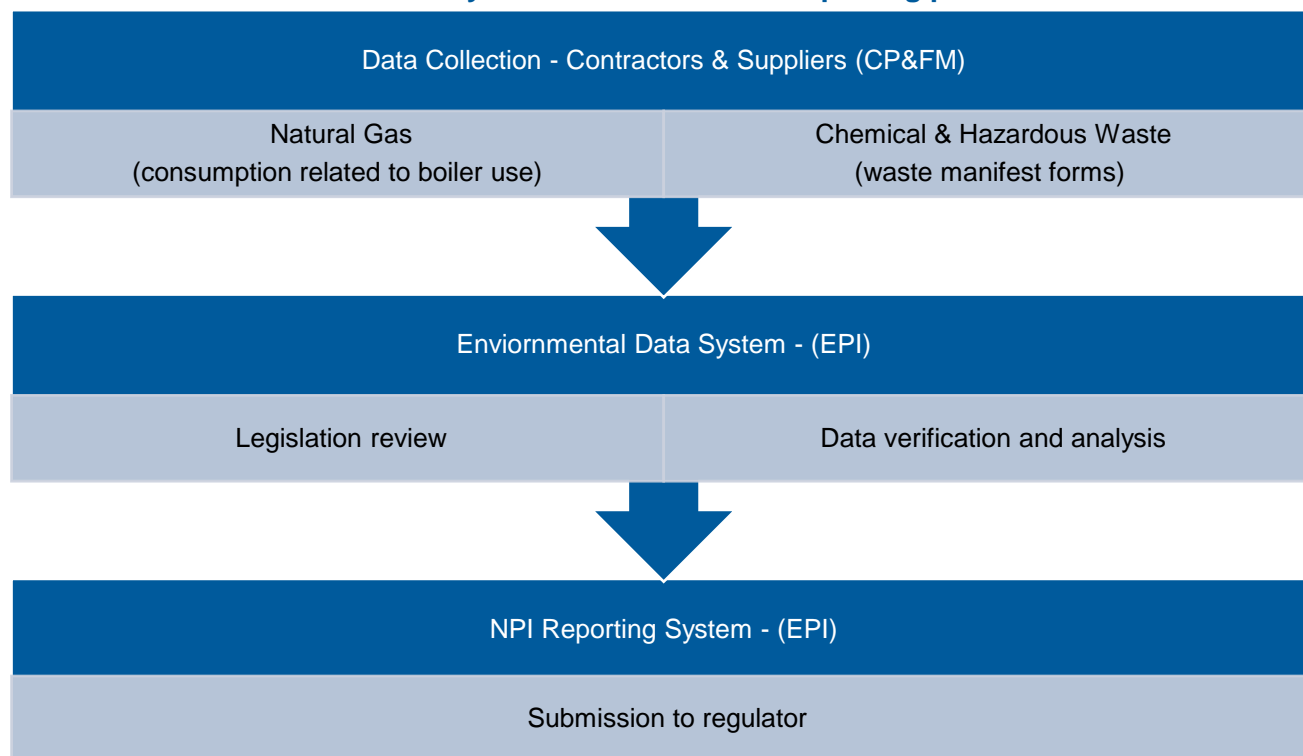 Data Collection - Contractors & Suppliers (CP&FM)
Natural Gas
(consumption related to boiler use)
Chemical & Hazardous Waste
(waste manifest forms)
Enviornmental Data System - (EPI)
Legislation review
Data verification and analysis
NPI Reporting System - (EPI)
Submission to regulator